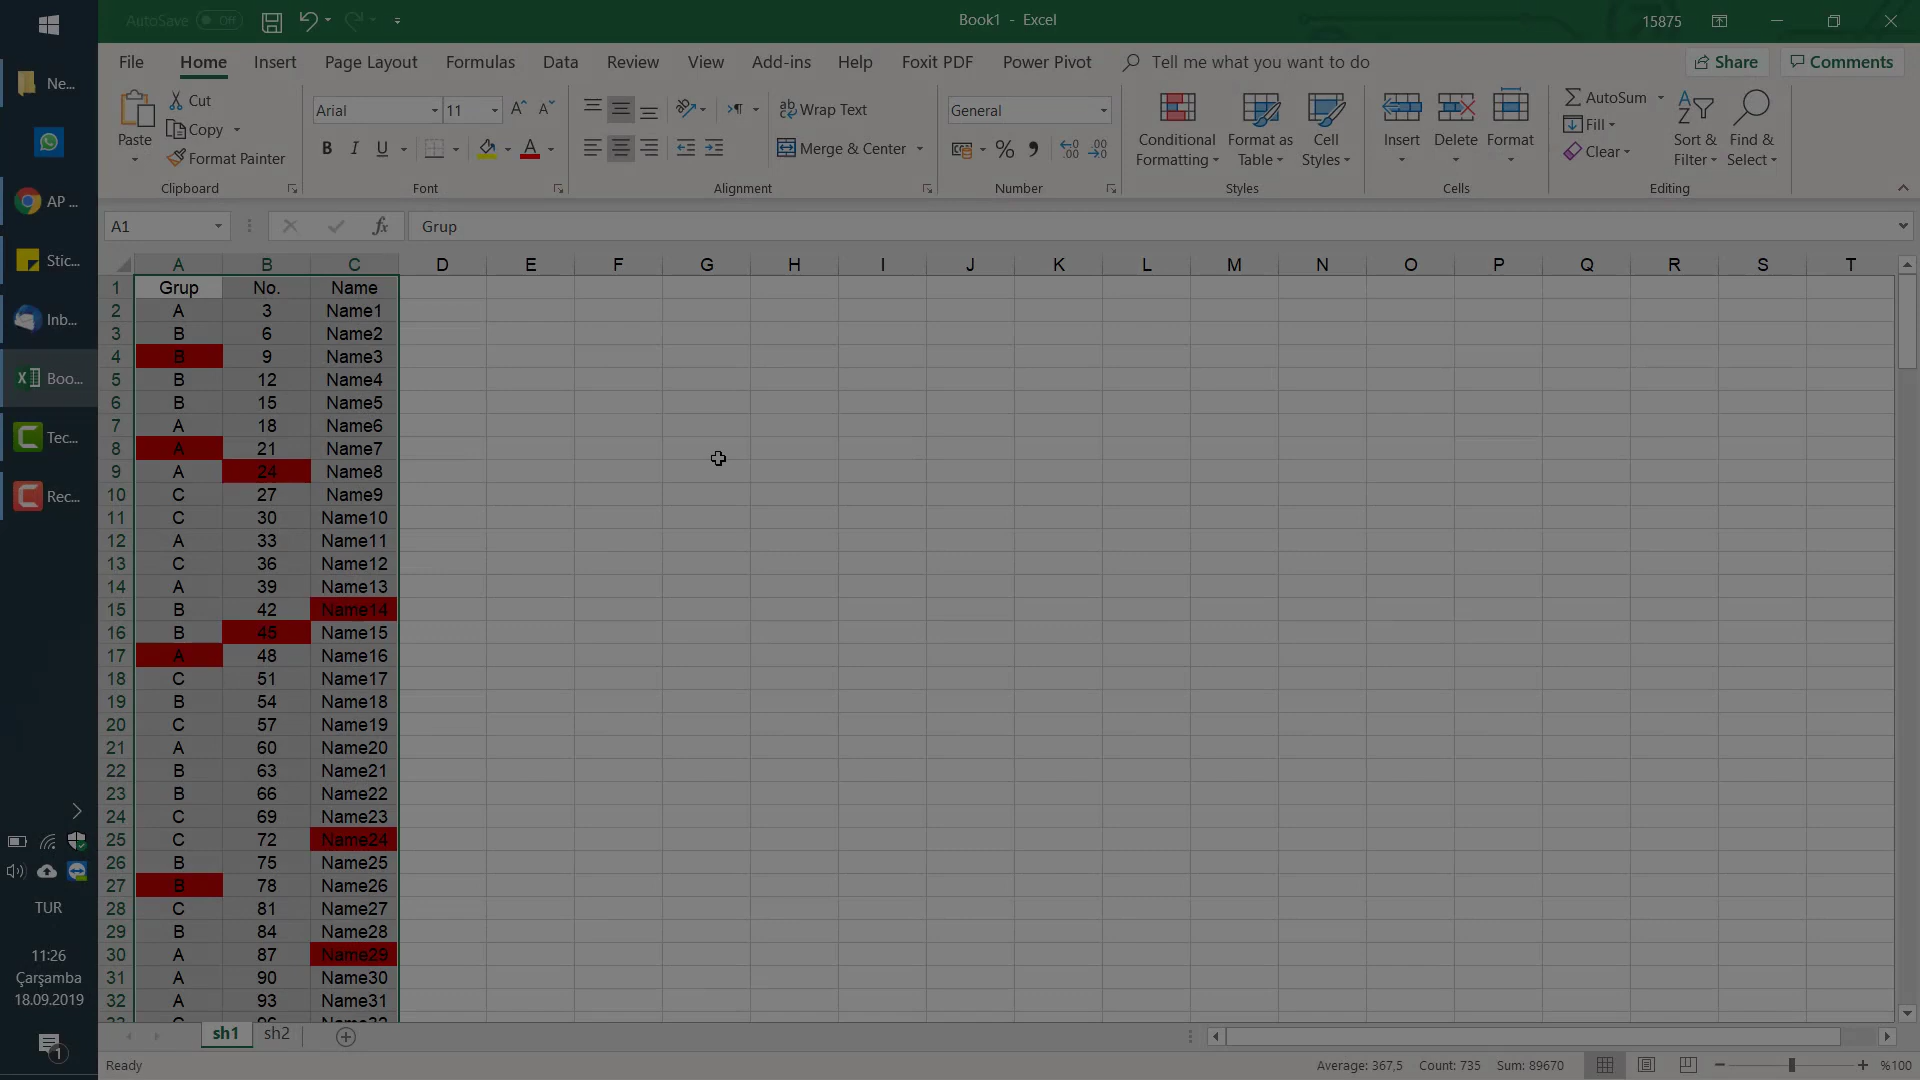 AutoSave Off
Book1 - Excel
15875
File Home Insert Page Layout Formulas Data Review View Add-ins Help Foxit PDF Power Pivot Tell me what you want to do Share Comments
Paste
Cut
Copy
Format Painter
Clipboard
Arial 11
B I U A
Font
Wrap Text
Merge & Center
Alignment
General
Number
Conditional Formatting
Format as Table
Cell Styles
Styles
Insert Delete Format
Cells
AutoSum
Fill
Clear
Sort & Filter
Find & Select
Editing
A1 fx Grup
A B C D E F G H I J K L M N O P Q R S T
1 Grup No. Name
2 A 3 Name1
3 B 6 Name2
4 B 9 Name3
5 B 12 Name4
6 B 15 Name5
7 A 18 Name6
8 A 21 Name7
9 A 24 Name8
10 C 27 Name9
11 C 30 Name10
12 A 33 Name11
13 C 36 Name12
14 A 39 Name13
15 B 42 Name14
16 B 45 Name15
17 A 48 Name16
18 C 51 Name17
19 B 54 Name18
20 C 57 Name19
21 A 60 Name20
22 B 63 Name21
23 B 66 Name22
24 C 69 Name23
25 C 72 Name24
26 B 75 Name25
27 B 78 Name26
28 C 81 Name27
29 B 84 Name28
30 A 87 Name29
31 A 90 Name30
32 A 93 Name31
sh1 sh2
Ready
Average: 367,5 Count: 735 Sum: 89670
%100
Ne...
AP ...
Stic...
Inb...
Boo...
Tec...
Rec...
TUR
11:26
Çarşamba
18.09.2019
1